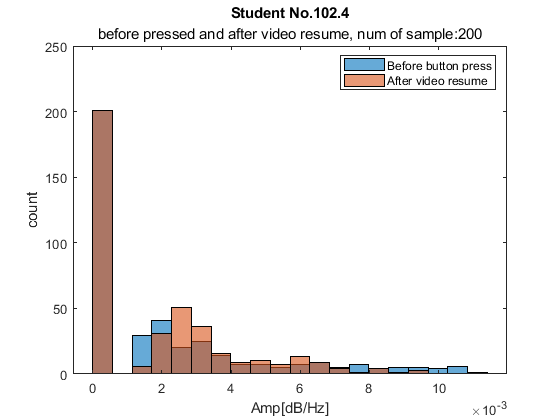 Student No.102.4
before pressed and after video resume, num of sample:200
250
200
150
100
50
0
count
Before button press
After video resume
0 2 4 6 8 10
Amp[dB/Hz]
×10⁻³